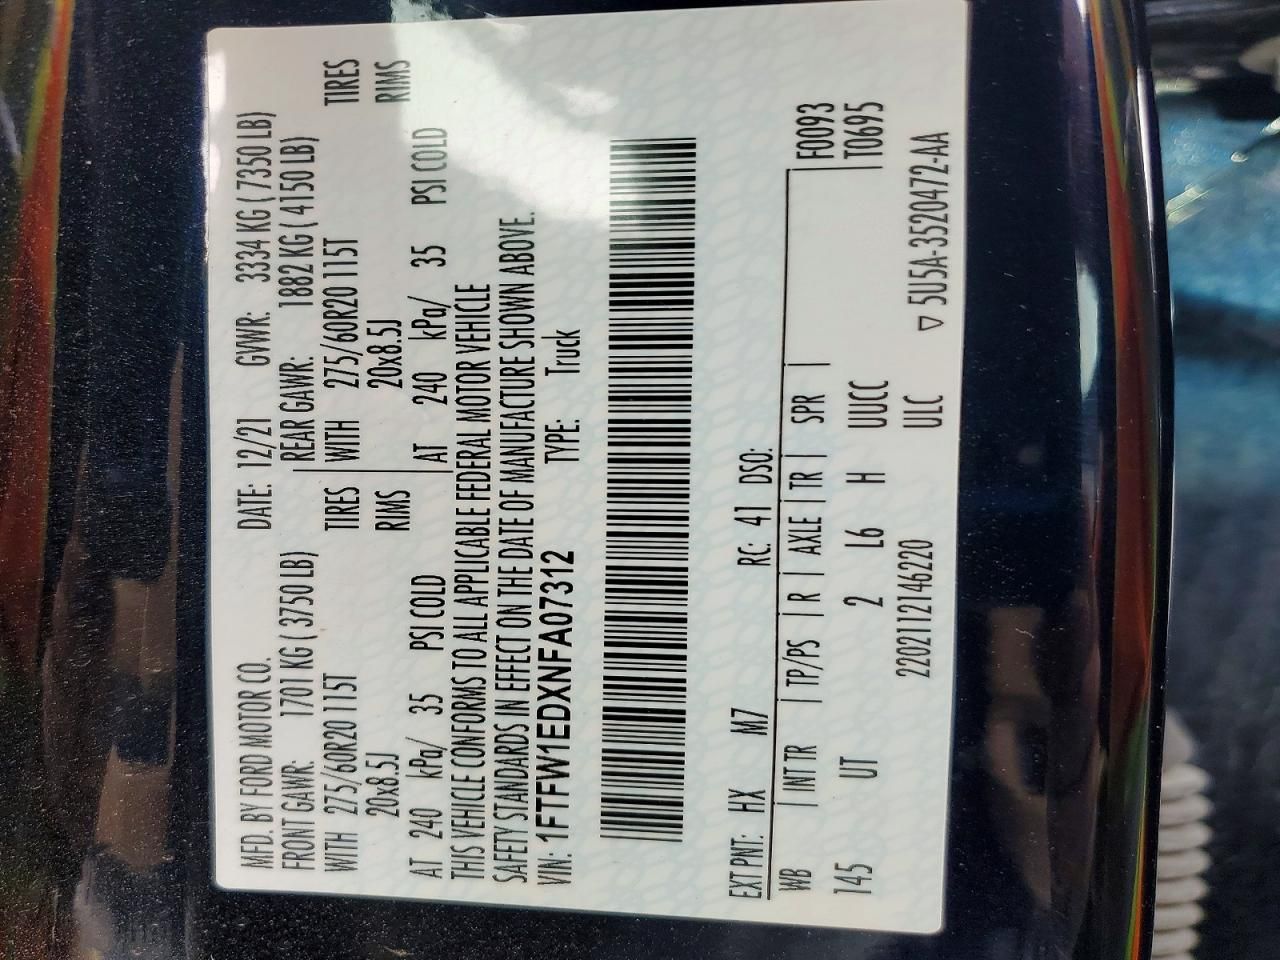 MFD. BY FORD MOTOR CO. DATE: 12/21 GVWR: 3334 KG ( 7350 LB)
FRONT GAWR: 1701 KG ( 3750 LB) REAR GAWR: 1882 KG ( 4150 LB)
WITH 275/60R20 115T TIRES WITH 275/60R20 115T TIRES
20x8.5J RIMS 20x8.5J RIMS
AT 240 kPa/ 35 PSI COLD AT 240 kPa/ 35 PSI COLD
THIS VEHICLE CONFORMS TO ALL APPLICABLE FEDERAL MOTOR VEHICLE
SAFETY STANDARDS IN EFFECT ON THE DATE OF MANUFACTURE SHOWN ABOVE.
VIN: 1FTFW1EDXNFA07312 TYPE: Truck
EXT PNT: HX M7 RC: 41 DSO:
WB INT TR TP/PS R AXLE TR SPR F0093
145 UT 2 L6 H UUCC T0695
2202112146220 ULC
▽ 5U5A-3520472-AA